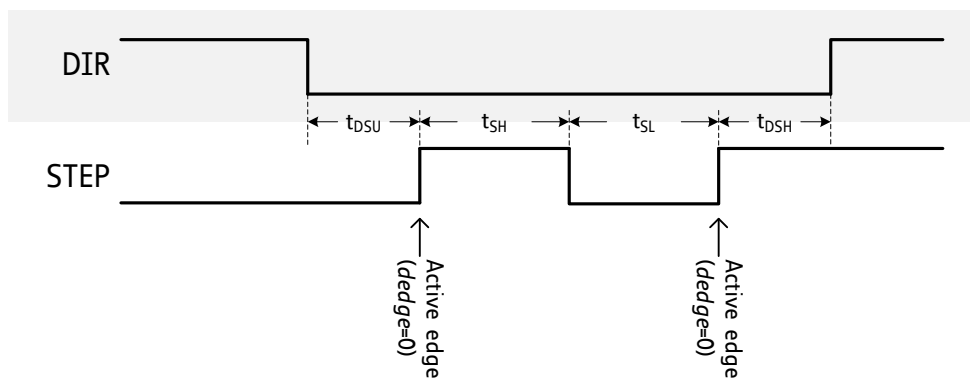 DIR
tDSU tSH tSL tDSH
STEP
Active edge
(dedge=0)
Active edge
(dedge=0)